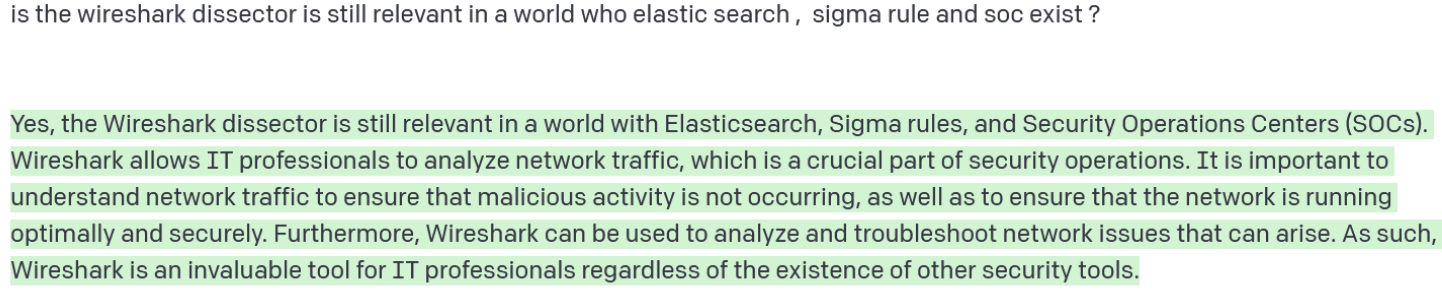 is the wireshark dissector is still relevant in a world who elastic search , sigma rule and soc exist ?
Yes, the Wireshark dissector is still relevant in a world with Elasticsearch, Sigma rules, and Security Operations Centers (SOCs).
Wireshark allows IT professionals to analyze network traffic, which is a crucial part of security operations. It is important to
understand network traffic to ensure that malicious activity is not occurring, as well as to ensure that the network is running
optimally and securely. Furthermore, Wireshark can be used to analyze and troubleshoot network issues that can arise. As such,
Wireshark is an invaluable tool for IT professionals regardless of the existence of other security tools.